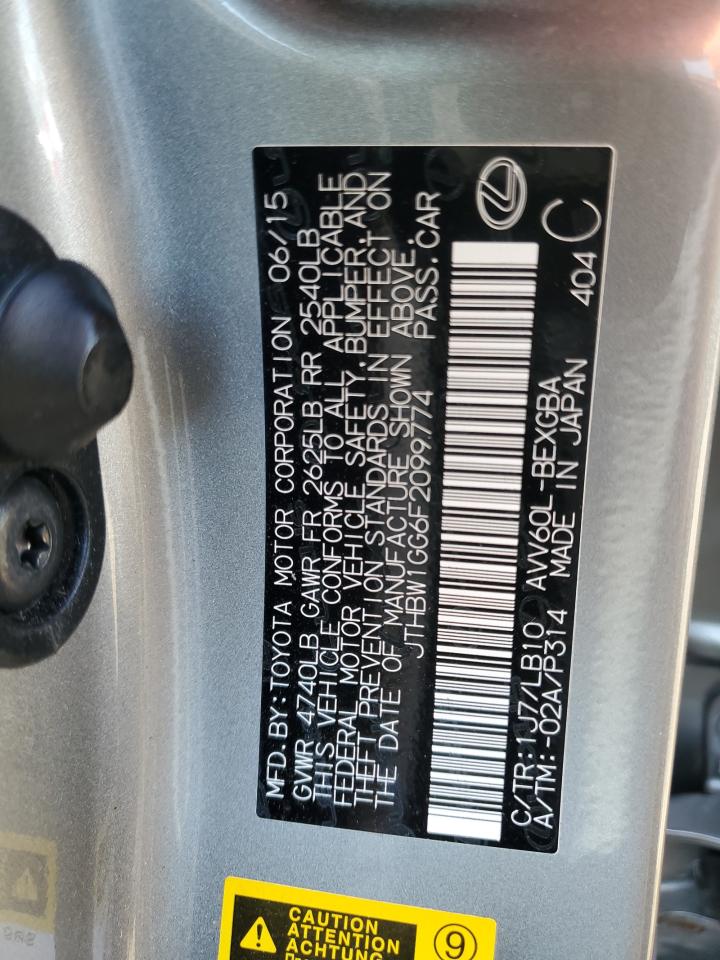 MFD.BY:TOYOTA MOTOR CORPORATION 06/15
GVWR 4740LB GAWR FR 2625LB RR 2540LB
THIS VEHICLE CONFORMS TO ALL APPLICABLE
FEDERAL MOTOR VEHICLE SAFETY,BUMPER,AND
THEFT PREVENTION STANDARDS IN EFFECT ON
THE DATE OF MANUFACTURE SHOWN ABOVE.
JTHBW1GG6F2099774 PASS.CAR
C/TR:1J7/LB10 AVV60L-BEXGBA
A/TM:-02A/P314 MADE IN JAPAN
404 C
CAUTION
ATTENTION
ACHTUNG
9